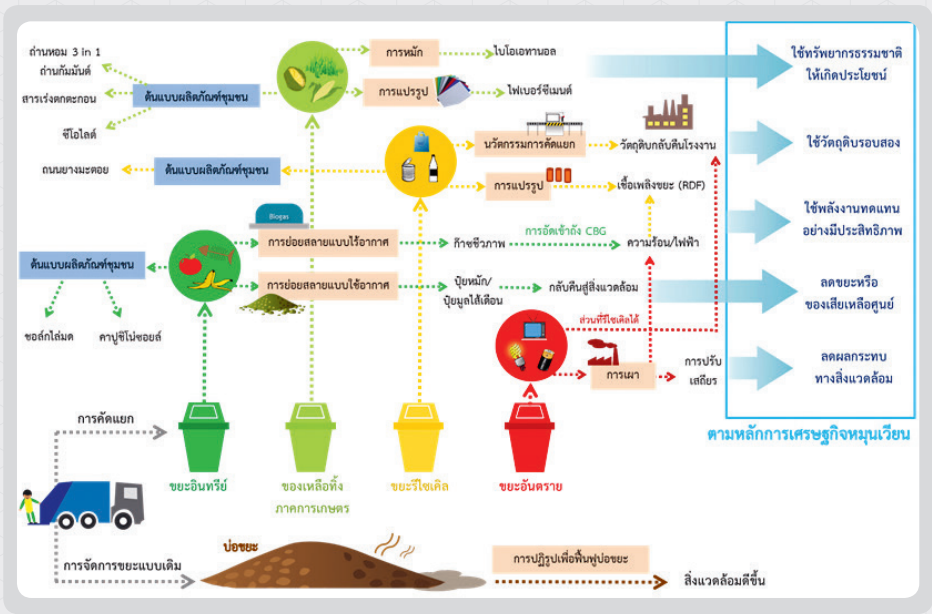 ถ่านหอม 3 in 1
ถ่านกัมมันต์
สารเร่งตกตะกอน
ซีโอไลต์
ต้นแบบผลิตภัณฑ์ชุมชน
การหมัก
ไบโอเอทานอล
การแปรรูป
ไฟเบอร์ซีเมนต์
ใช้ทรัพยากรธรรมชาติ
ให้เกิดประโยชน์
ถนนยางมะตอย
ต้นแบบผลิตภัณฑ์ชุมชน
นวัตกรรมการคัดแยก
วัตถุดิบกลับคืนโรงงาน
การแปรรูป
เชื้อเพลิงขยะ (RDF)
ใช้วัตถุดิบรอบสอง
Biogas
การย่อยสลายแบบไร้อากาศ
ก๊าซชีวภาพ
การอัดเข้าถัง CBG
ความร้อน/ไฟฟ้า
ใช้พลังงานทดแทน
อย่างมีประสิทธิภาพ
ต้นแบบผลิตภัณฑ์ชุมชน
การย่อยสลายแบบใช้อากาศ
ปุ๋ยหมัก/
ปุ๋ยมูลไส้เดือน
กลับคืนสู่สิ่งแวดล้อม
ลดขยะหรือ
ของเสียเหลือศูนย์
ชอล์กไล่มด
คาปูชิโน่ซอยล์
ส่วนที่รีไซเคิลได้
การเผา
การปรับ
เสถียร
ลดผลกระทบ
ทางสิ่งแวดล้อม
ตามหลักการเศรษฐกิจหมุนเวียน
การคัดแยก
ขยะอินทรีย์
ของเหลือทิ้ง
ภาคการเกษตร
ขยะรีไซเคิล
ขยะอันตราย
การจัดการขยะแบบเดิม
บ่อขยะ
การปฏิรูปเพื่อฟื้นฟูบ่อขยะ
สิ่งแวดล้อมดีขึ้น